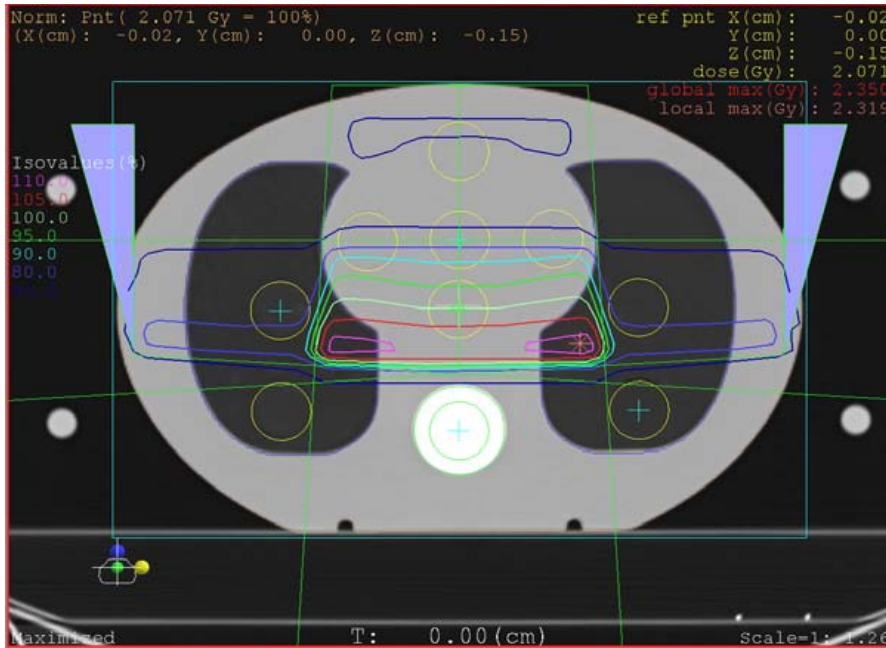 Norm: Pnt( 2.071 Gy = 100%)
(X(cm): -0.02, Y(cm): 0.00, Z(cm): -0.15)
ref pnt X(cm): -0.02
Y(cm): 0.00
Z(cm): -0.15
dose(Gy): 2.071
global max(Gy): 2.350
local max(Gy): 2.319
Isovalues(%)
110.0
105.0
100.0
95.0
90.0
80.0
Maximized
T: 0.00(cm)
Scale=1: 1.26